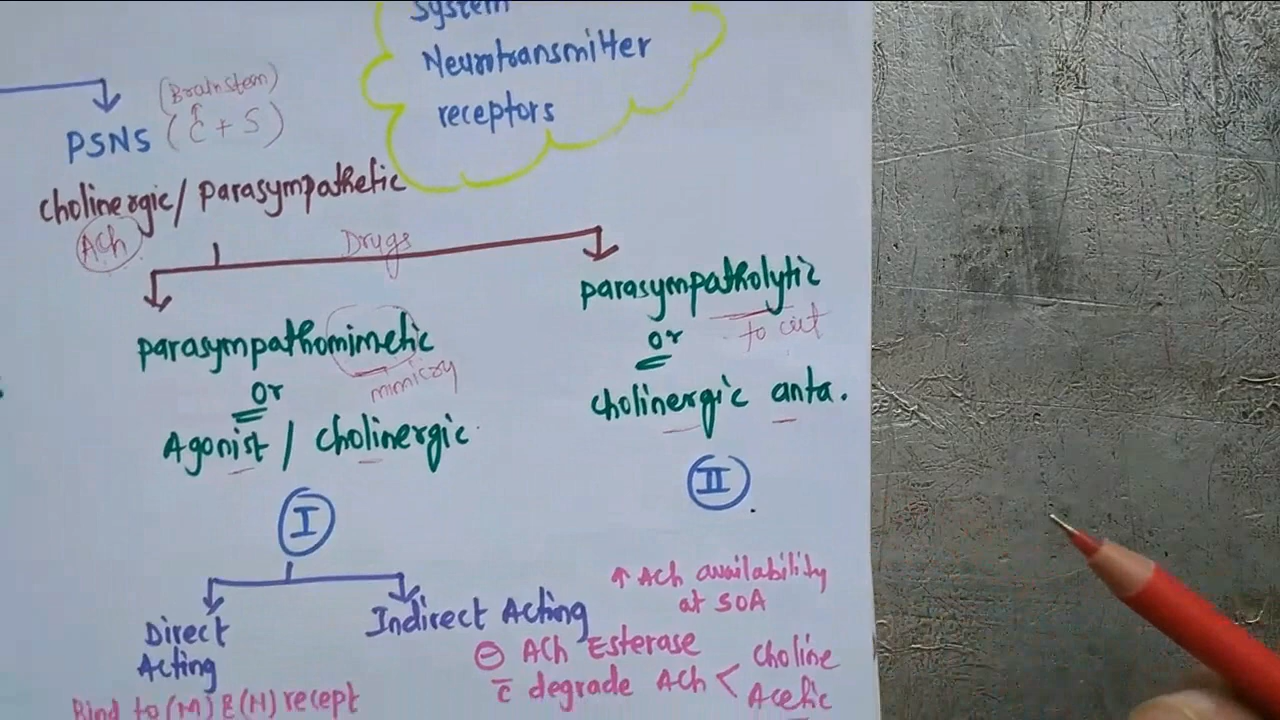 System
Neurotransmitter
receptors
(Brainstem)
PSNS (C + S)
cholinergic / parasympathetic
ACh
Drugs
parasympathomimetic
mimicry
or
Agonist / cholinergic
I
parasympatholytic
to cut
or
cholinergic anta.
II
Direct
Acting
Bind to (M) & (N) recept
Indirect Acting
↑ Ach availability
at SOA
⊖ ACh Esterase
c̄ degrade ACh < choline
Acetic